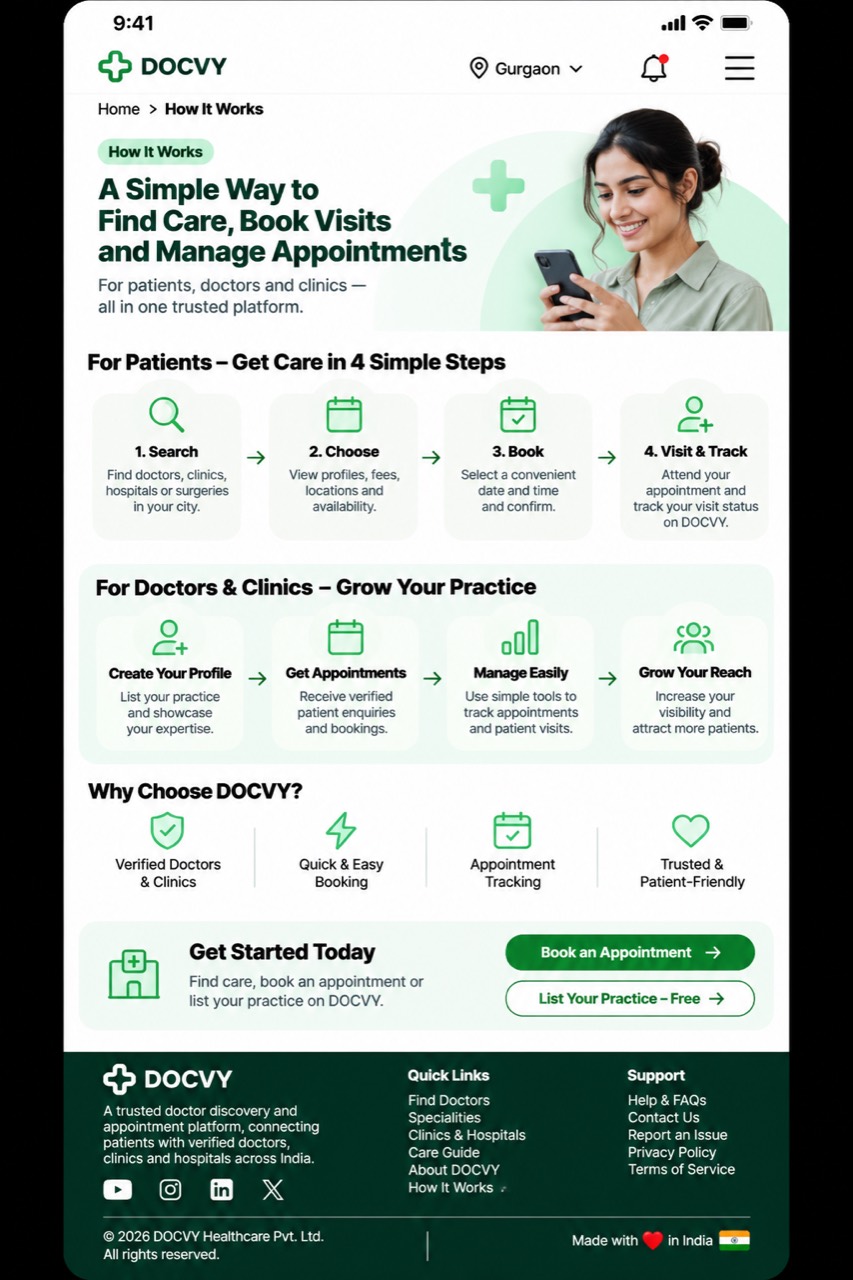 9:41
DOCVY
Gurgaon
Home > How It Works
How It Works
A Simple Way to
Find Care, Book Visits
and Manage Appointments
For patients, doctors and clinics —
all in one trusted platform.
For Patients – Get Care in 4 Simple Steps
1. Search
Find doctors, clinics,
hospitals or surgeries
in your city.
2. Choose
View profiles, fees,
locations and
availability.
3. Book
Select a convenient
date and time
and confirm.
4. Visit & Track
Attend your
appointment and
track your visit status
on DOCVY.
For Doctors & Clinics – Grow Your Practice
Create Your Profile
List your practice
and showcase
your expertise.
Get Appointments
Receive verified
patient enquiries
and bookings.
Manage Easily
Use simple tools to
track appointments
and patient visits.
Grow Your Reach
Increase your
visibility and
attract more patients.
Why Choose DOCVY?
Verified Doctors
& Clinics
Quick & Easy
Booking
Appointment
Tracking
Trusted &
Patient-Friendly
Get Started Today
Find care, book an appointment or
list your practice on DOCVY.
Book an Appointment →
List Your Practice – Free →
DOCVY
A trusted doctor discovery and
appointment platform, connecting
patients with verified doctors,
clinics and hospitals across India.
Quick Links
Find Doctors
Specialities
Clinics & Hospitals
Care Guide
About DOCVY
How It Works
Support
Help & FAQs
Contact Us
Report an Issue
Privacy Policy
Terms of Service
© 2026 DOCVY Healthcare Pvt. Ltd.
All rights reserved.
Made with ❤️ in India 🇮🇳